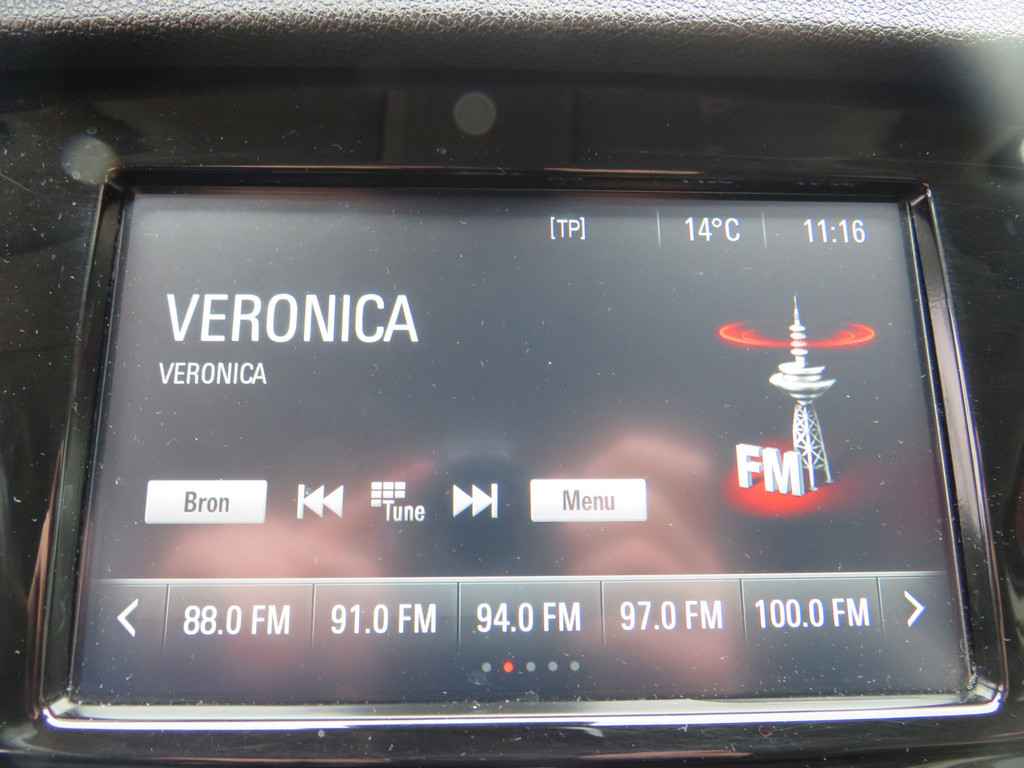 [TP] 14°C 11:16
VERONICA
VERONICA
FM
Bron Tune Menu
88.0 FM 91.0 FM 94.0 FM 97.0 FM 100.0 FM